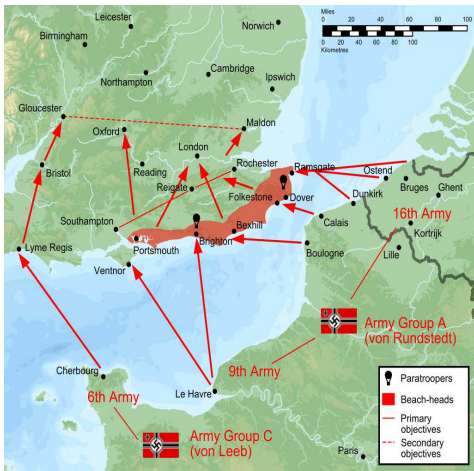 Leicester
Norwich
Miles
0 20 40 60 80 100
0 20 40 60 80 100
Kilometres
Birmingham
Cambridge
Northampton
Ipswich
Gloucester
Oxford
Maldon
London
Rochester
Ramsgate
Bristol
Reading
Reigate
Ostend
Folkestone
Dover
Bruges
Ghent
Dunkirk
Southampton
Calais
16th Army
Bexhill
Kortrijk
Lyme Regis
Portsmouth
Brighton
Boulogne
Lille
Ventnor
Army Group A
(von Rundstedt)
Cherbourg
9th Army
Le Havre
6th Army
Army Group C
(von Leeb)
Paris
Paratroopers
Beach-heads
Primary
objectives
Secondary
objectives